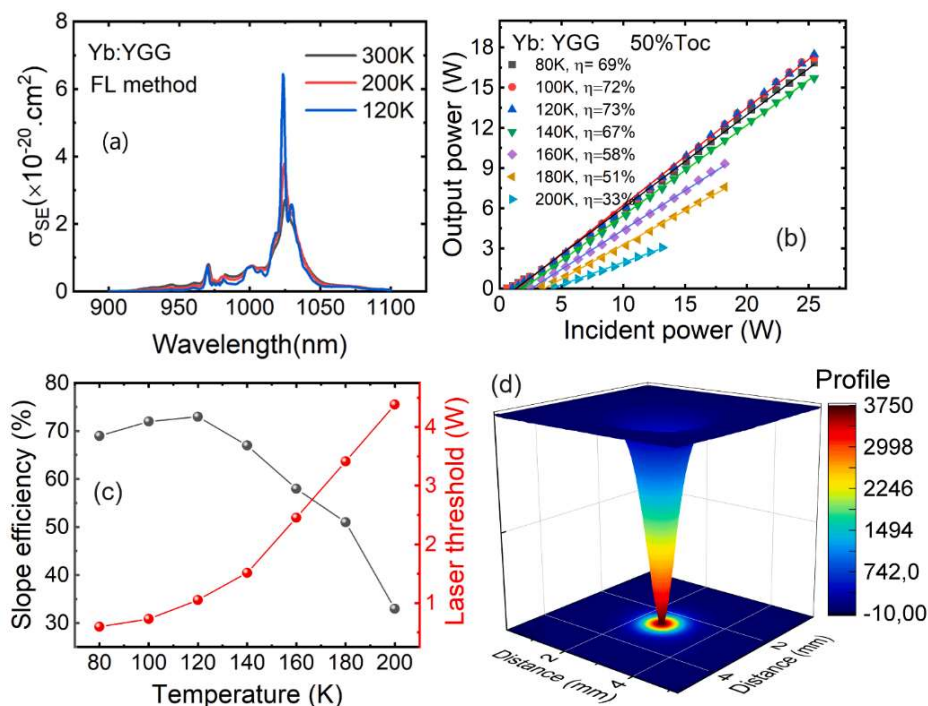 (a)
Yb:YGG
FL method
300K
200K
120K
σSE(×10⁻²⁰.cm²)
8
6
4
2
0
900 950 1000 1050 1100
Wavelength(nm)
(b)
Yb: YGG 50%Toc
80K, η= 69%
100K, η=72%
120K, η=73%
140K, η=67%
160K, η=58%
180K, η=51%
200K, η=33%
Output power (W)
18
15
12
9
6
3
0
0 5 10 15 20 25
Incident power (W)
(c)
Slope efficiency (%)
80
70
60
50
40
30
Laser threshold (W)
4
3
2
1
80 100 120 140 160 180 200
Temperature (K)
(d)
Profile
3750
2998
2246
1494
742,0
-10,00
2
4
Distance (mm)
4
2
Distance (mm)